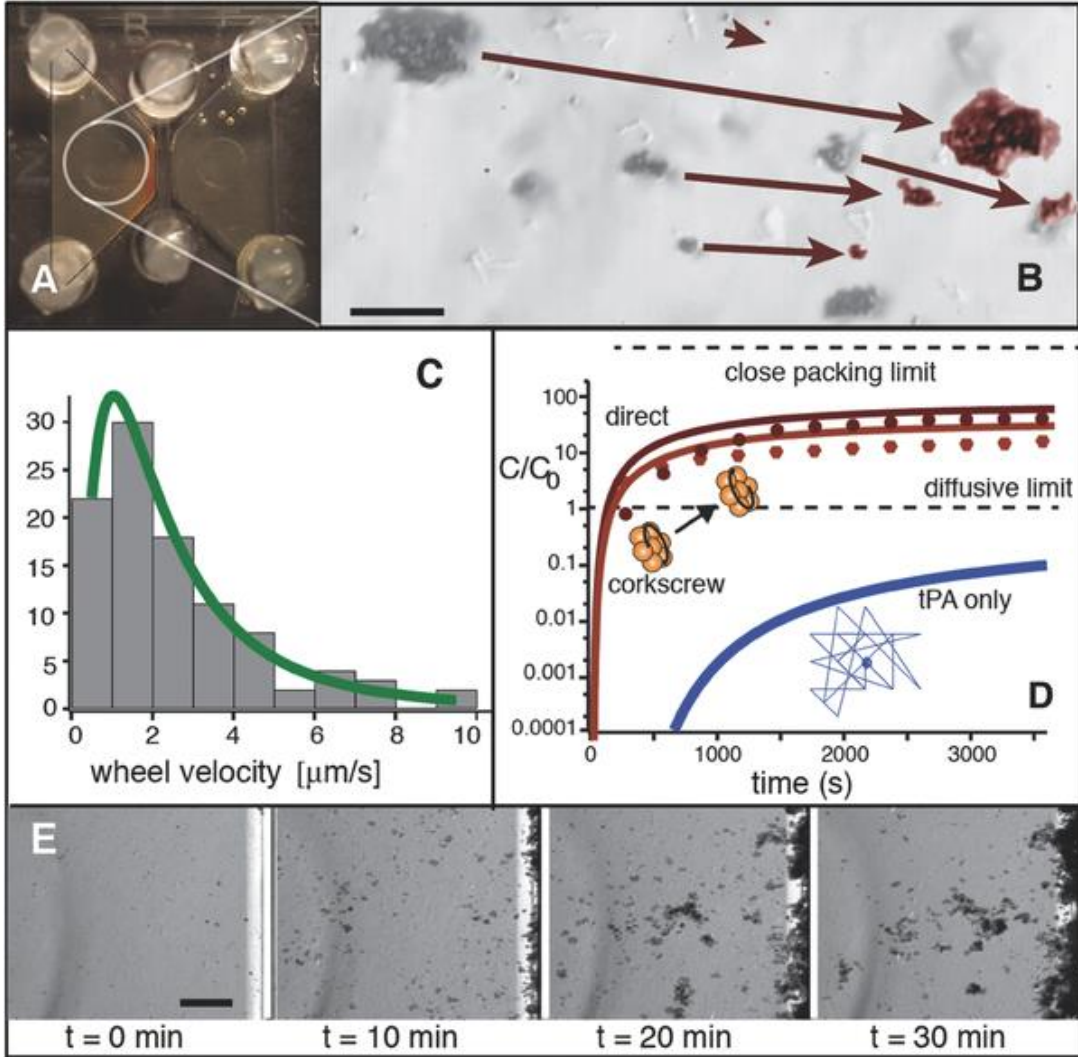 A
B
C
30
25
20
15
10
5
0
0 2 4 6 8 10
wheel velocity [μm/s]
close packing limit
direct
diffusive limit
corkscrew
tPA only
D
C/C0
100
10
1
0.1
0.01
0.001
0.0001
0 1000 2000 3000
time (s)
E
t = 0 min
t = 10 min
t = 20 min
t = 30 min